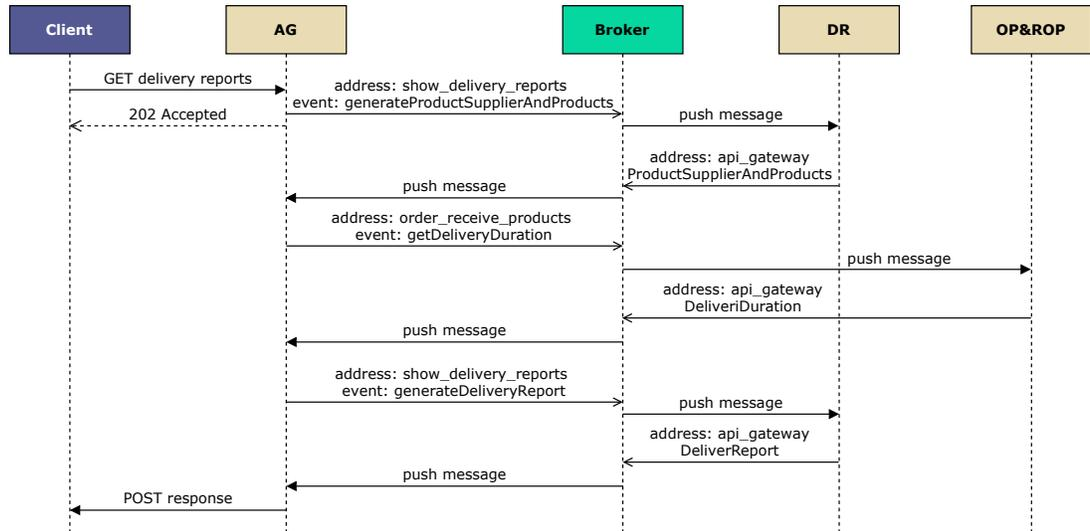 Client
AG
Broker
DR
OP&ROP
GET delivery reports
address: show_delivery_reports
event: generateProductSupplierAndProducts
202 Accepted
push message
address: api_gateway
ProductSupplierAndProducts
push message
address: order_receive_products
event: getDeliveryDuration
push message
address: api_gateway
DeliveriDuration
push message
address: show_delivery_reports
event: generateDeliveryReport
push message
address: api_gateway
DeliverReport
push message
POST response